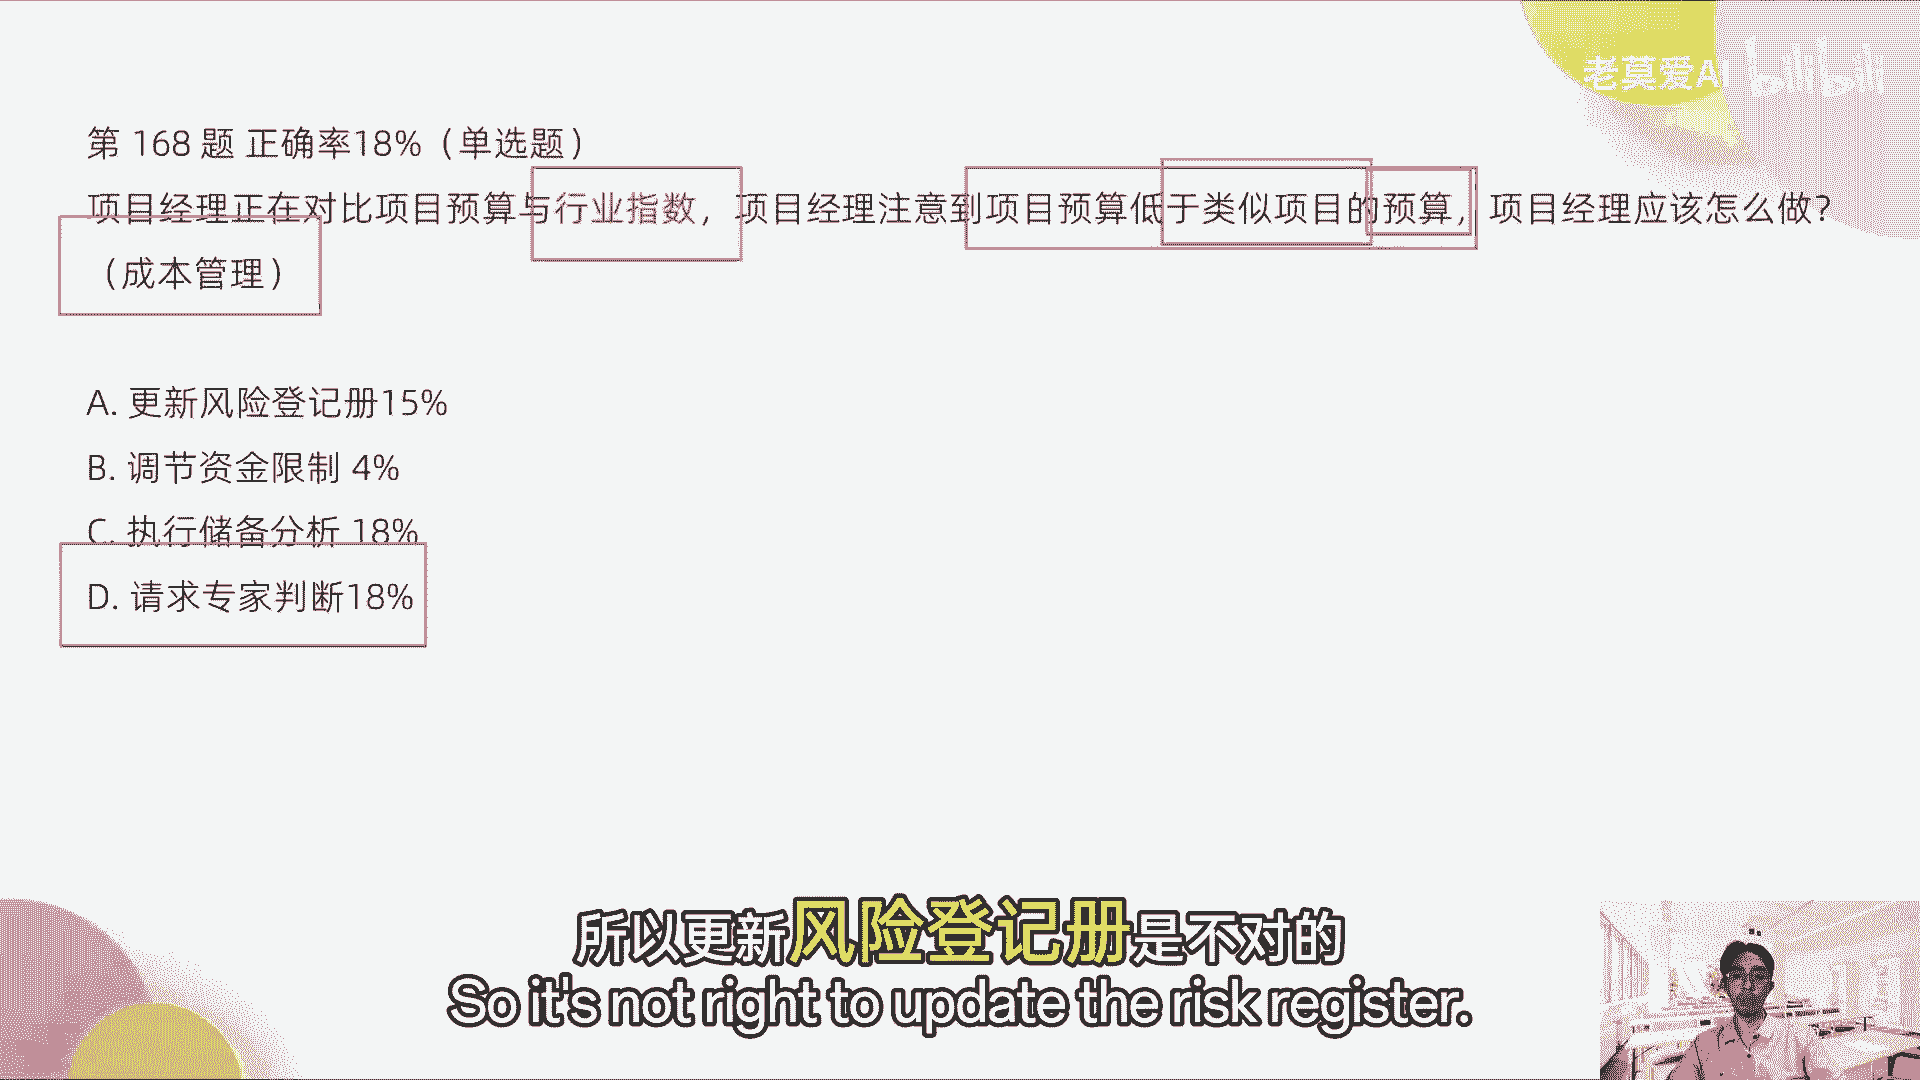 老莫爱AI bilibili
第 168 题 正确率18%（单选题）
项目经理正在对比项目预算与行业指数，项目经理注意到项目预算低于类似项目的预算，项目经理应该怎么做？
（成本管理）
A. 更新风险登记册15%
B. 调节资金限制 4%
C. 执行储备分析 18%
D. 请求专家判断18%
所以更新风险登记册是不对的
So it's not right to update the risk register.